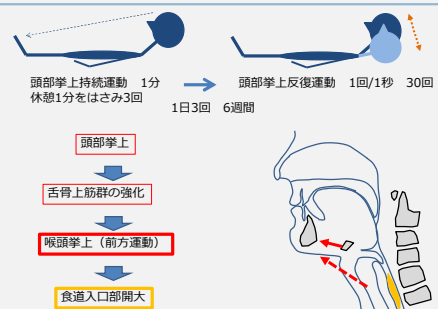 頭部挙上持続運動　1分
休憩1分をはさみ3回
頭部挙上反復運動　1回/1秒　30回
1日3回　6週間
頭部挙上
舌骨上筋群の強化
喉頭挙上（前方運動）
食道入口部開大